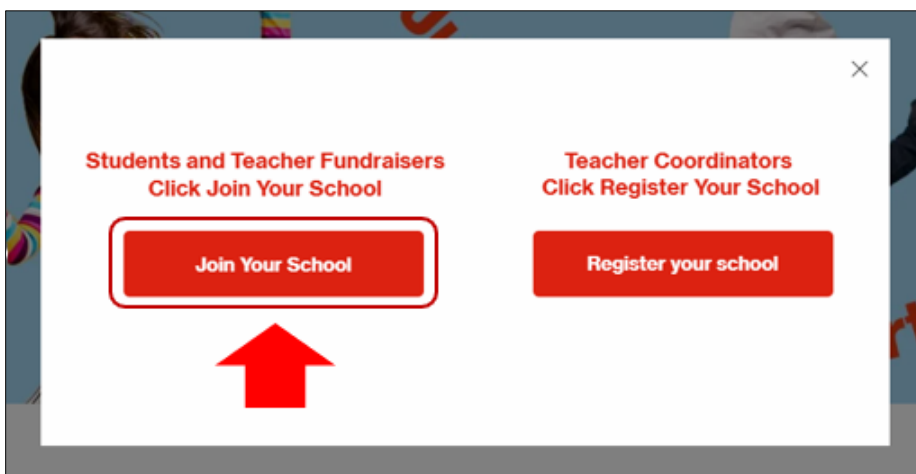 Students and Teacher Fundraisers
Click Join Your School
Join Your School
Teacher Coordinators
Click Register Your School
Register your school